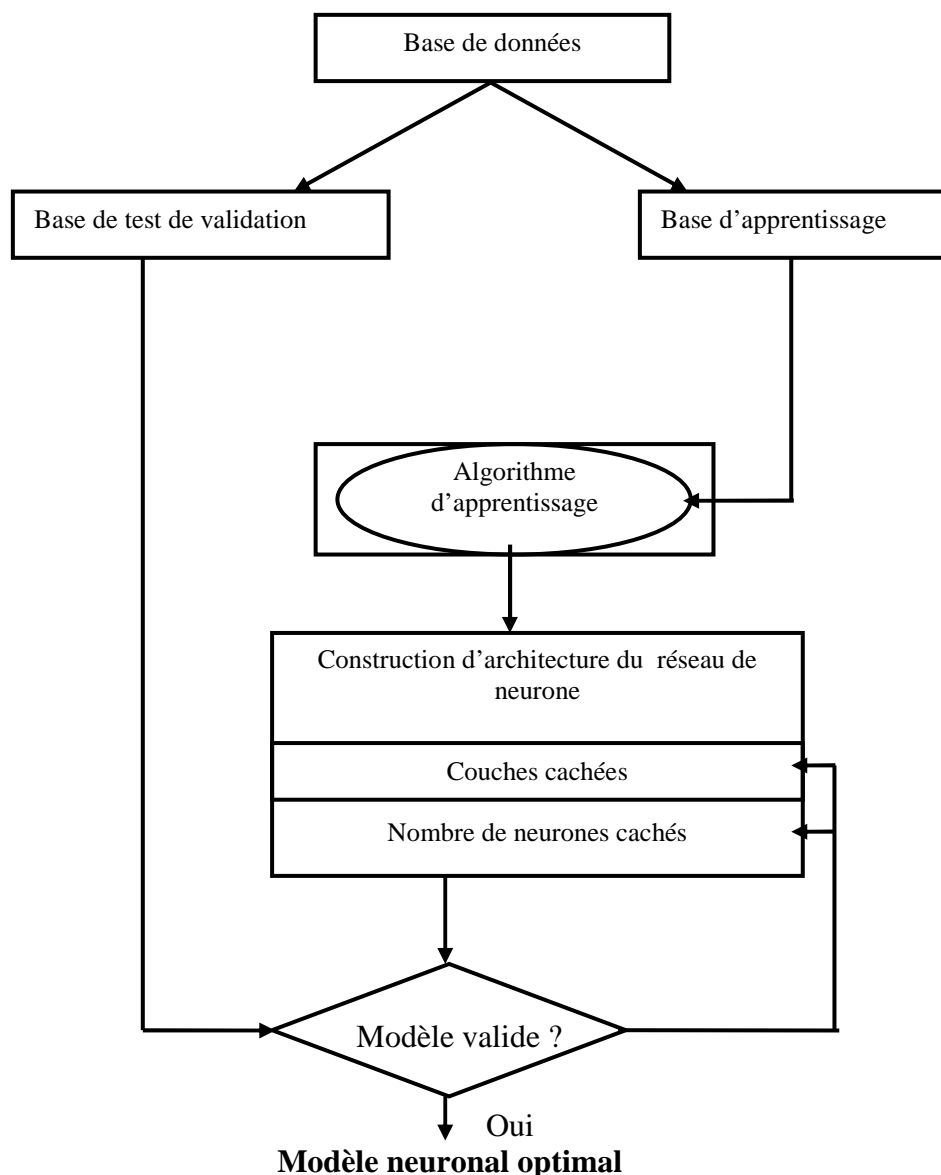 Base de données
Base de test de validation
Base d’apprentissage
Algorithme
d’apprentissage
Construction d’architecture du réseau de
neurone
Couches cachées
Nombre de neurones cachés
Modèle valide ?
Oui
Modèle neuronal optimal